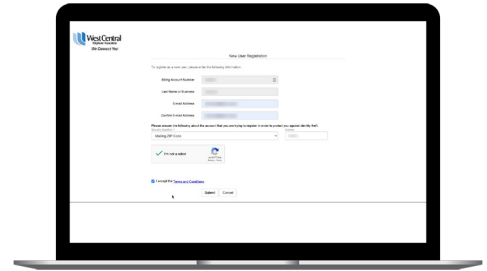 West Central
We Connect You!
New User Registration
To register as a new user, please enter the following information.
Billing Account Number
Last Name or Business
E-mail Address
Confirm E-mail Address
Please answer the following about the account that you are trying to register in order to protect you against identity theft.
Mailing ZIP Code
I'm not a robot
I accept the Terms and Conditions
Submit Cancel